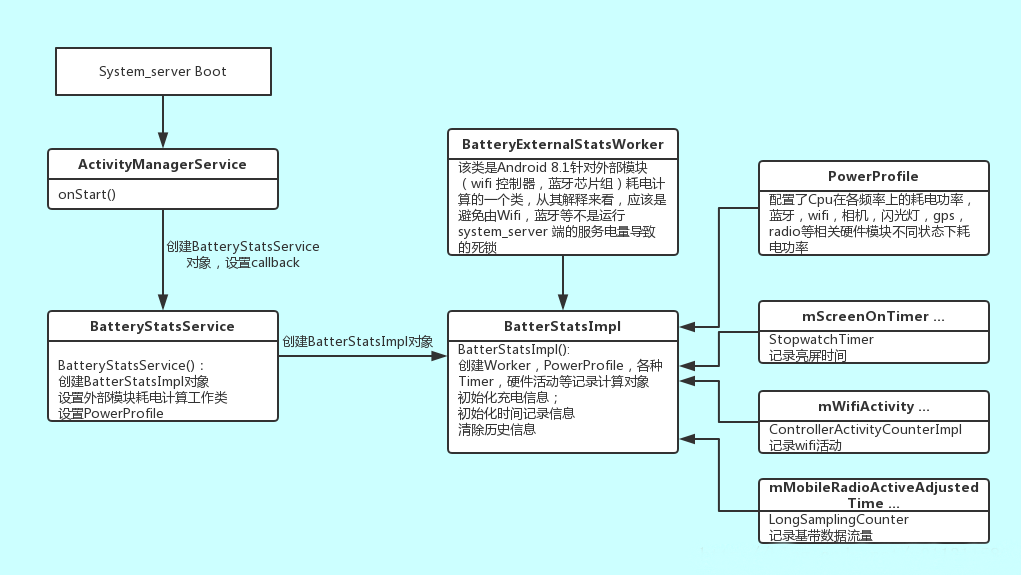 System_server Boot
ActivityManagerService
onStart()
创建BatteryStatsService
对象，设置callback
BatteryStatsService
BatteryStatsService()：
创建BatterStatsImpl对象
设置外部模块耗电计算工作类
设置PowerProfile
创建BatterStatsImpl对象
BatteryExternalStatsWorker
该类是Android 8.1针对外部模块
（wifi 控制器，蓝牙芯片组）耗电计
算的一个类，从其解释来看，应该是
避免由Wifi，蓝牙等不是运行
system_server 端的服务电量导致
的死锁
BatterStatsImpl
BatterStatsImpl():
创建Worker，PowerProfile，各种
Timer，硬件活动等记录计算对象
初始化充电信息；
初始化时间记录信息
清除历史信息
PowerProfile
配置了Cpu在各频率上的耗电功率，
蓝牙，wifi，相机，闪光灯，gps，
radio等相关硬件模块不同状态下耗
电功率
mScreenOnTimer ...
StopwatchTimer
记录亮屏时间
mWifiActivity ...
ControllerActivityCounterImpl
记录wifi活动
mMobileRadioActiveAdjusted
Time ...
LongSamplingCounter
记录基带数据流量